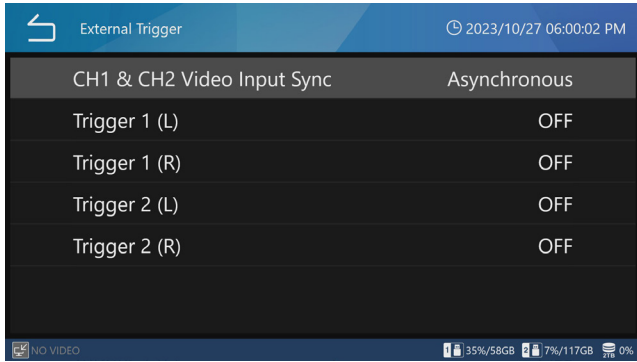 External Trigger 2023/10/27 06:00:02 PM
CH1 & CH2 Video Input Sync Asynchronous
Trigger 1 (L) OFF
Trigger 1 (R) OFF
Trigger 2 (L) OFF
Trigger 2 (R) OFF
NO VIDEO 1 35%/58GB 2 7%/117GB 2TB 0%